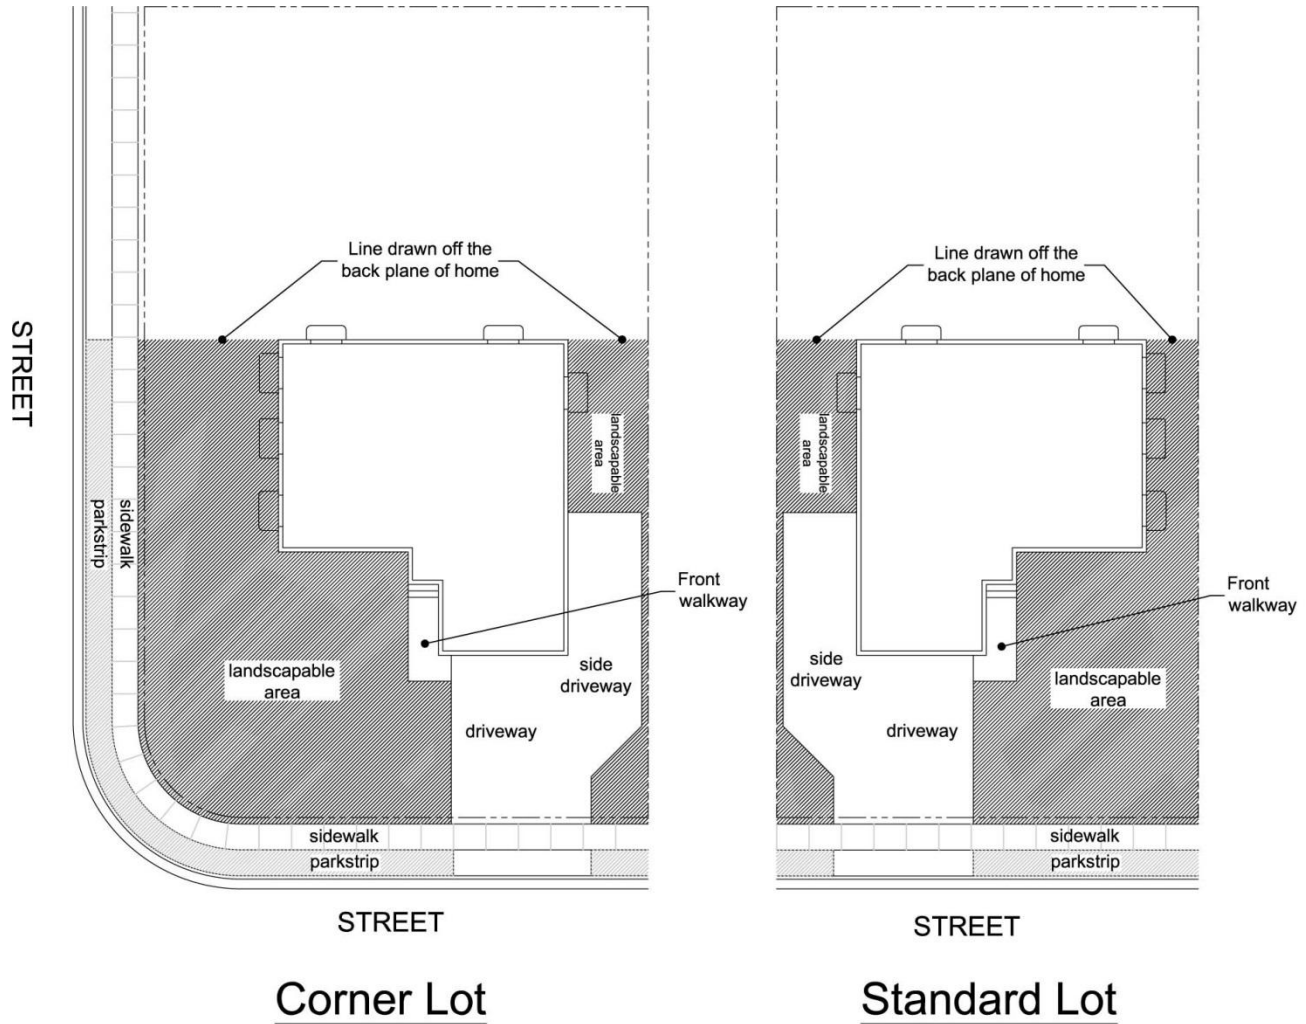 Line drawn off the
back plane of home
Line drawn off the
back plane of home
STREET
landscapable
area
landscapable
area
sidewalk
parkstrip
Front
walkway
Front
walkway
landscapable
area
side
driveway
driveway
side
driveway
driveway
landscapable
area
sidewalk
parkstrip
sidewalk
parkstrip
STREET
STREET
Corner Lot
Standard Lot